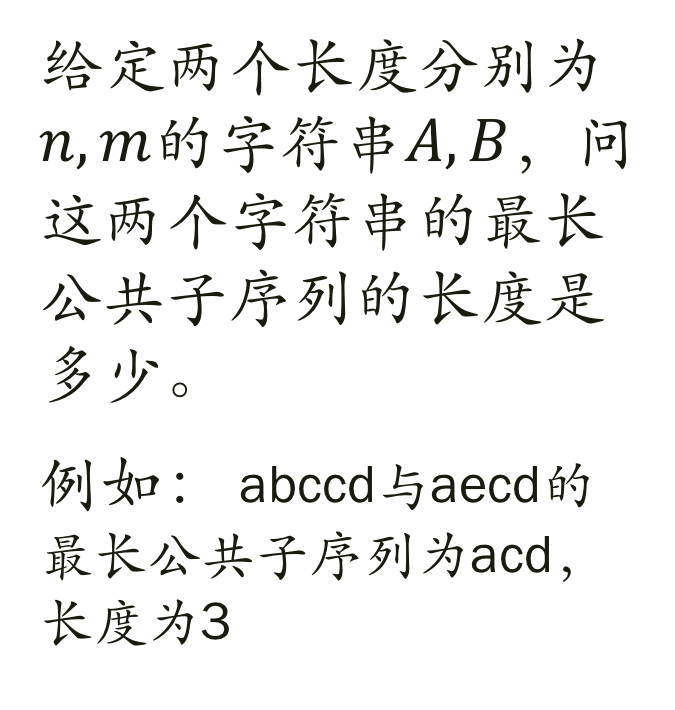 给定两个长度分别为
n,m的字符串A,B，问
这两个字符串的最长
公共子序列的长度是
多少。
例如： abccd与aecd的
最长公共子序列为acd，
长度为3